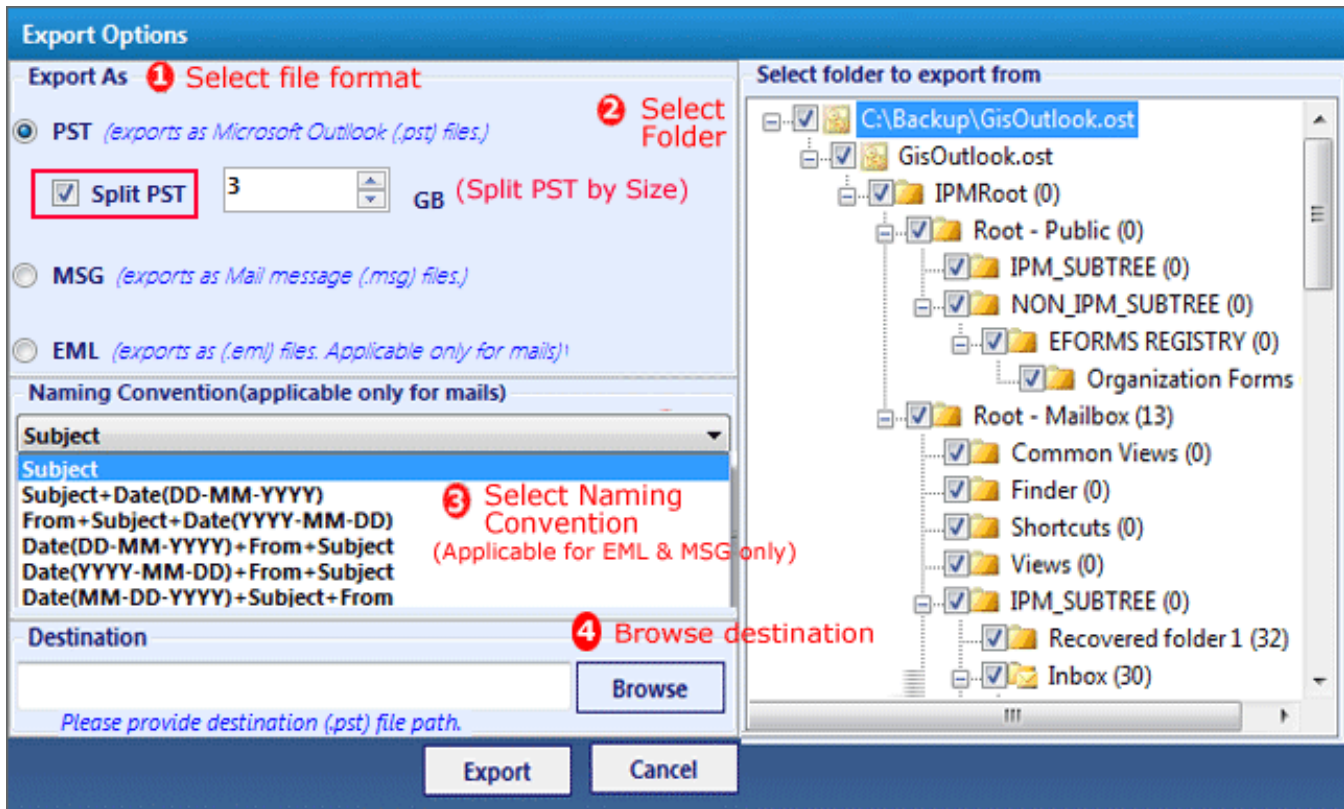 Export Options
Export As
1 Select file format
2 Select
Folder
PST (exports as Microsoft Outllook (.pst) files.)
Split PST
3
GB (Split PST by Size)
MSG (exports as Mail message (.msg) files.)
EML (exports as (.eml) files. Applicable only for mails)
Naming Convention(applicable only for mails)
Subject
Subject
Subject+Date(DD-MM-YYYY)
From+Subject+Date(YYYY-MM-DD)
Date(DD-MM-YYYY)+From+Subject
Date(YYYY-MM-DD)+From+Subject
Date(MM-DD-YYYY)+Subject+From
3 Select Naming
Convention
(Applicable for EML & MSG only)
Destination
4 Browse destination
Browse
Please provide destination (.pst) file path.
Select folder to export from
C:\Backup\GisOutlook.ost
GisOutlook.ost
IPMRoot (0)
Root - Public (0)
IPM_SUBTREE (0)
NON_IPM_SUBTREE (0)
EFORMS REGISTRY (0)
Organization Forms
Root - Mailbox (13)
Common Views (0)
Finder (0)
Shortcuts (0)
Views (0)
IPM_SUBTREE (0)
Recovered folder 1 (32)
Inbox (30)
Export
Cancel